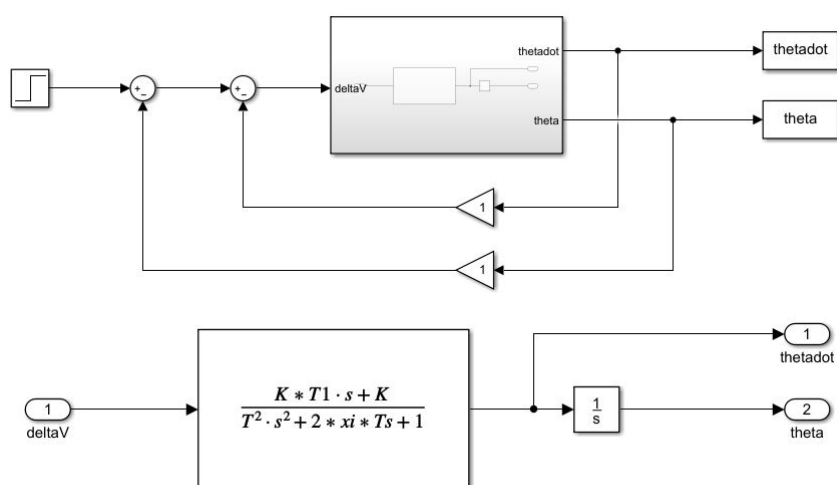 thetadot
thetadot
deltaV
theta
theta
+
−
+
−
1
1
K * T1 · s + K
T² · s² + 2 * xi * Ts + 1
1
deltaV
1
s
1
thetadot
2
theta